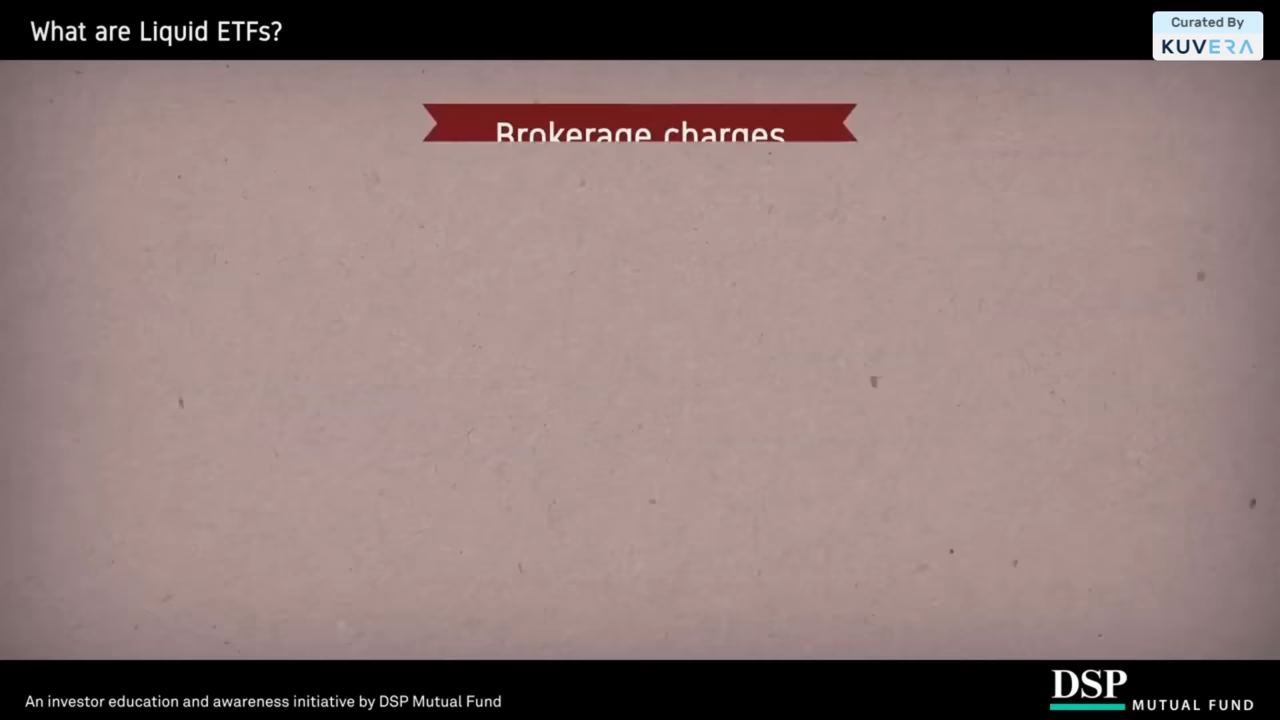 What are Liquid ETFs?
Curated By
KUVERA
Brokerage charges
An investor education and awareness initiative by DSP Mutual Fund
DSP
MUTUAL FUND